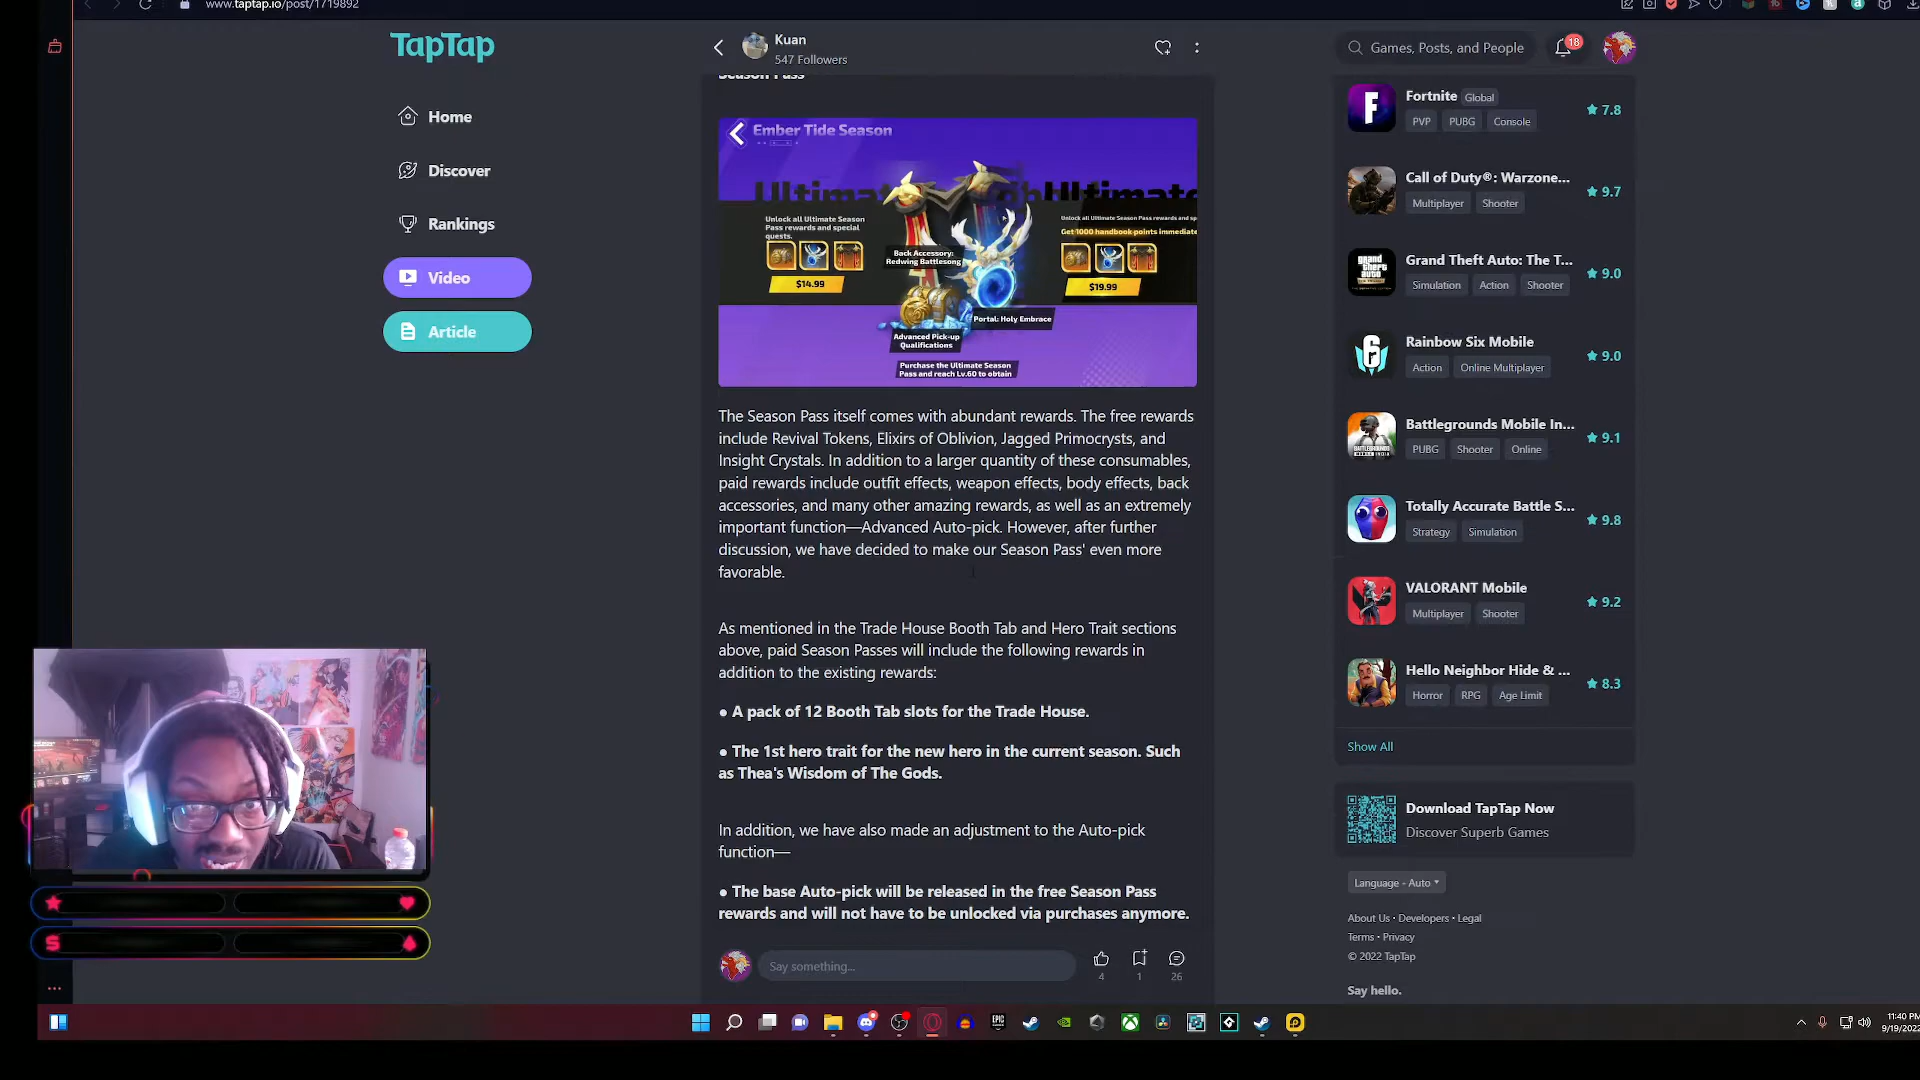 www.taptap.io/post/1719892
TapTap
Home
Discover
Rankings
Video
Article
Kuan
547 Followers
Season Pass
Ember Tide Season
Unlock all Ultimate Season
Pass rewards and special
quests.
$14.99
Back Accessory:
Redwing Battlesong
Unlock all Ultimate Season Pass rewards and sp
Get 1000 handbook points immediate
$19.99
Portal: Holy Embrace
Advanced Pick-up
Qualifications
Purchase the Ultimate Season
Pass and reach Lv.60 to obtain
The Season Pass itself comes with abundant rewards. The free rewards
include Revival Tokens, Elixirs of Oblivion, Jagged Primocrysts, and
Insight Crystals. In addition to a larger quantity of these consumables,
paid rewards include outfit effects, weapon effects, body effects, back
accessories, and many other amazing rewards, as well as an extremely
important function—Advanced Auto-pick. However, after further
discussion, we have decided to make our Season Pass' even more
favorable.
As mentioned in the Trade House Booth Tab and Hero Trait sections
above, paid Season Passes will include the following rewards in
addition to the existing rewards:
● A pack of 12 Booth Tab slots for the Trade House.
● The 1st hero trait for the new hero in the current season. Such
as Thea's Wisdom of The Gods.
In addition, we have also made an adjustment to the Auto-pick
function—
● The base Auto-pick will be released in the free Season Pass
rewards and will not have to be unlocked via purchases anymore.
Say something...
4
1
26
Games, Posts, and People
18
Fortnite Global
PVP PUBG Console
7.8
Call of Duty®: Warzone...
Multiplayer Shooter
9.7
Grand Theft Auto: The T...
Simulation Action Shooter
9.0
Rainbow Six Mobile
Action Online Multiplayer
9.0
Battlegrounds Mobile In...
PUBG Shooter Online
9.1
Totally Accurate Battle S...
Strategy Simulation
9.8
VALORANT Mobile
Multiplayer Shooter
9.2
Hello Neighbor Hide & ...
Horror RPG Age Limit
8.3
Show All
Download TapTap Now
Discover Superb Games
Language - Auto
About Us · Developers · Legal
Terms · Privacy
© 2022 TapTap
Say hello.
11:40 PM
9/19/2022